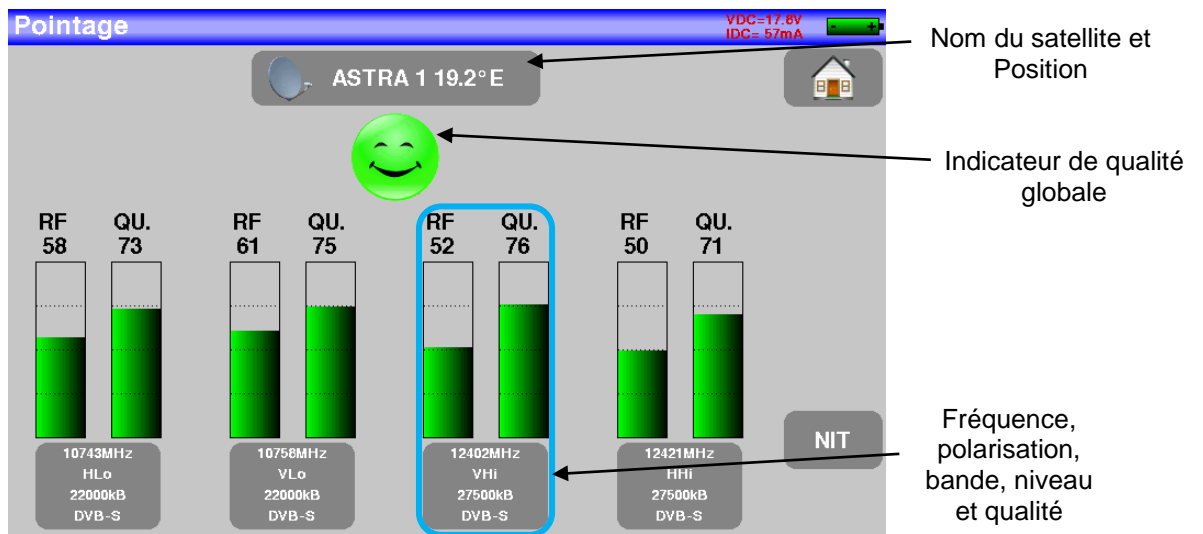 Pointage
VDC=17.8V
IDC= 57mA
Nom du satellite et
Position
ASTRA 1 19.2°E
Indicateur de qualité
globale
RF QU.
58 73
RF QU.
61 75
RF QU.
52 76
RF QU.
50 71
10743MHz
HLo
22000kB
DVB-S
10758MHz
VLo
22000kB
DVB-S
12402MHz
VHi
27500kB
DVB-S
12421MHz
HHi
27500kB
DVB-S
NIT
Fréquence,
polarisation,
bande, niveau
et qualité